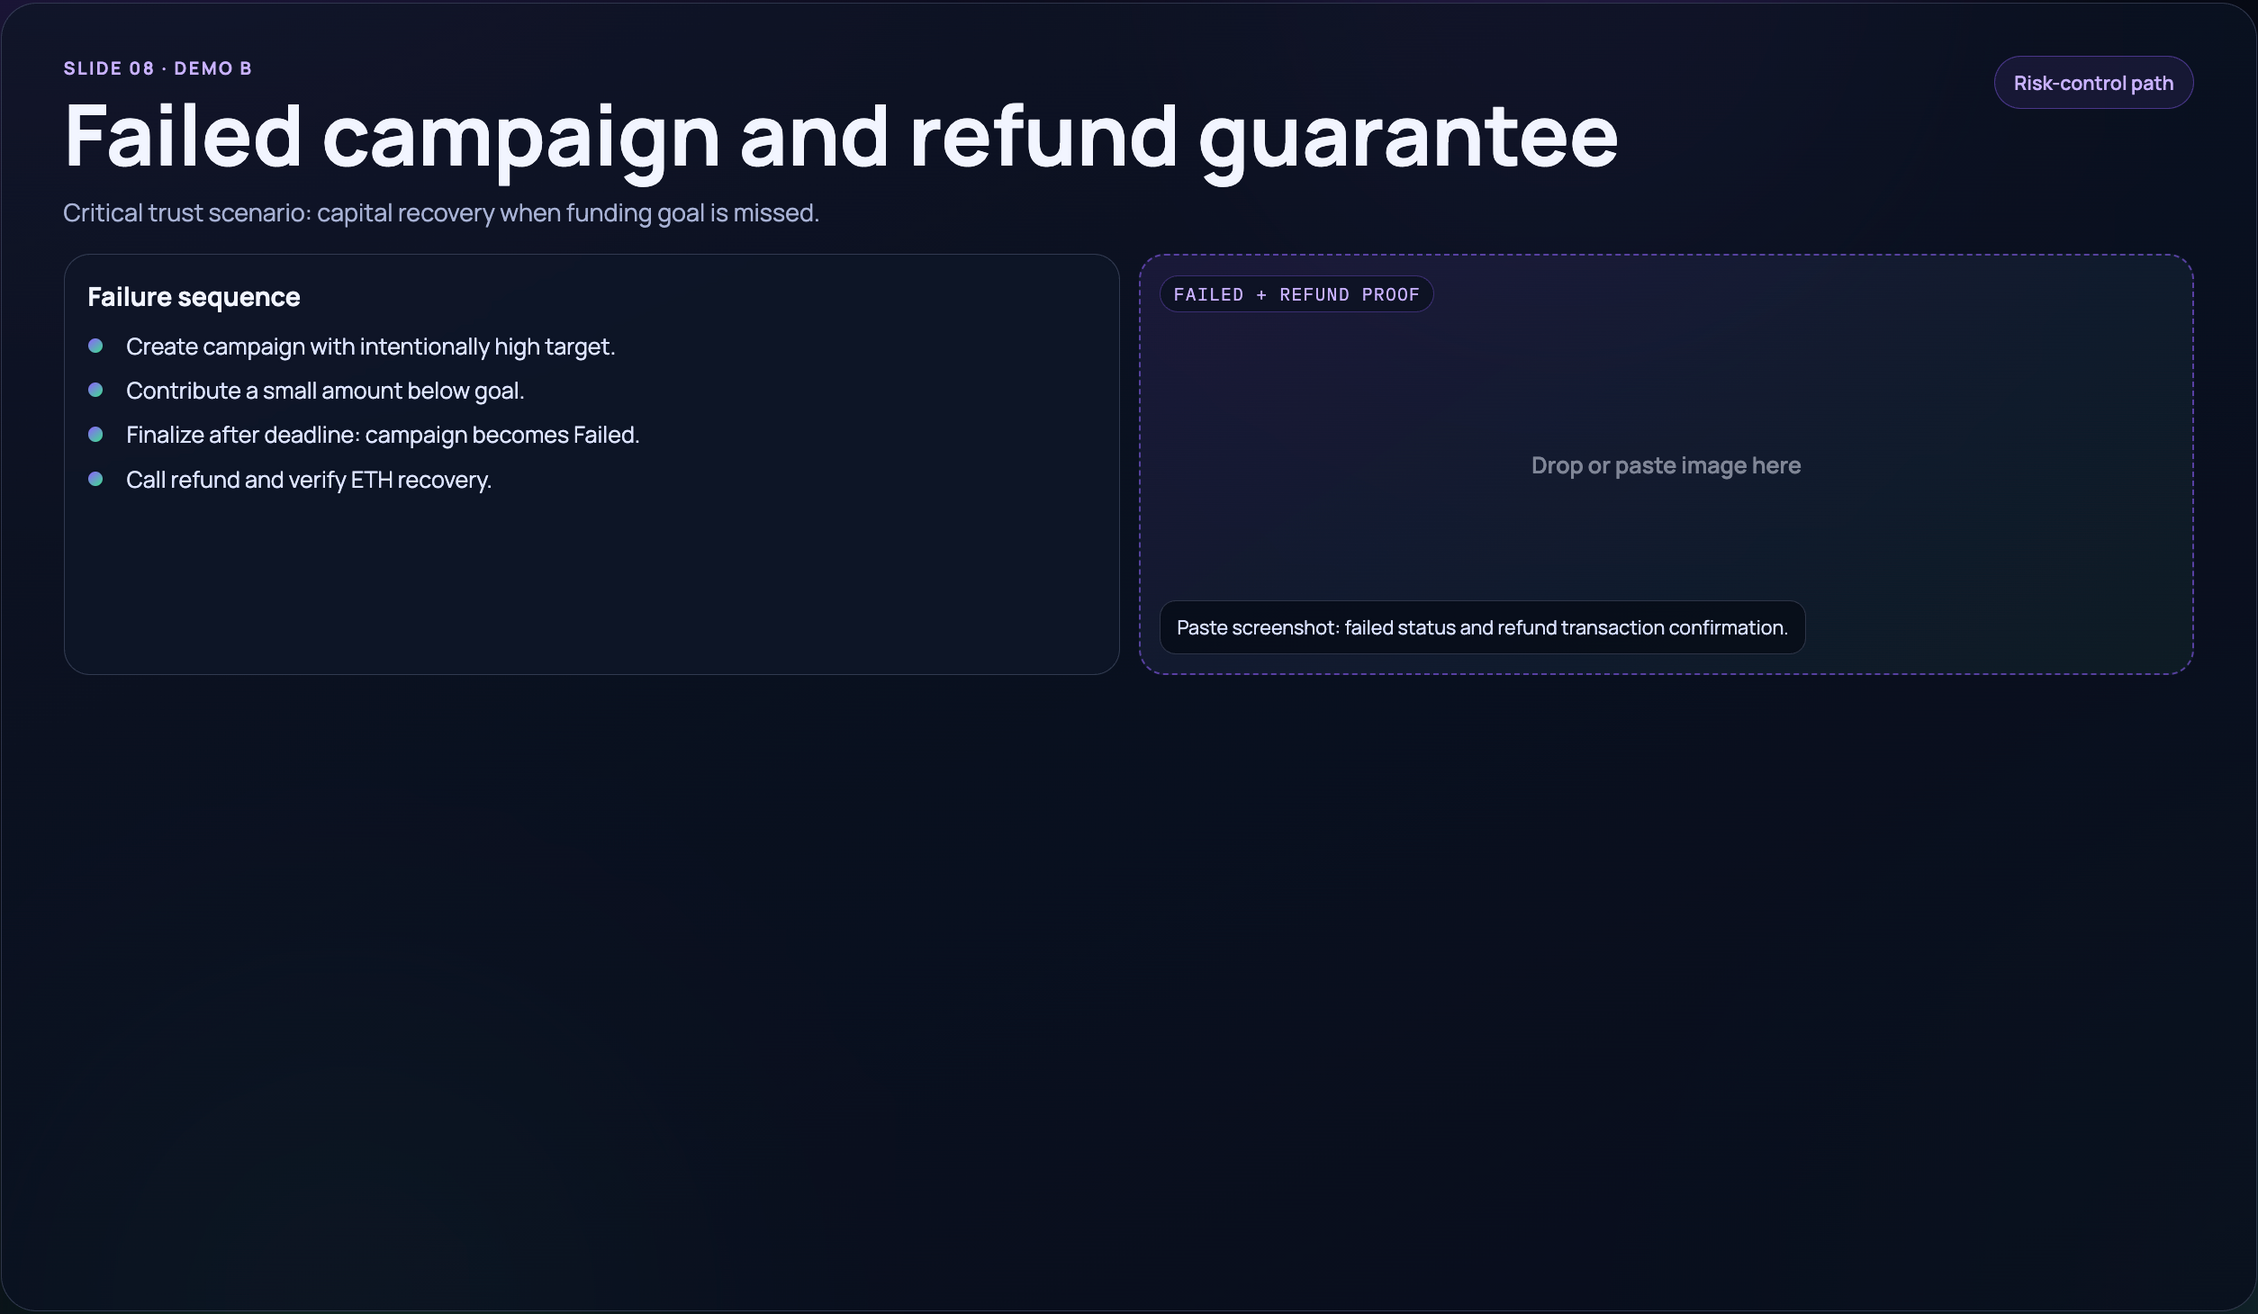 SLIDE 08 · DEMO B
Risk-control path
Failed campaign and refund guarantee
Critical trust scenario: capital recovery when funding goal is missed.
Failure sequence
Create campaign with intentionally high target.
Contribute a small amount below goal.
Finalize after deadline: campaign becomes Failed.
Call refund and verify ETH recovery.
FAILED + REFUND PROOF
Drop or paste image here
Paste screenshot: failed status and refund transaction confirmation.